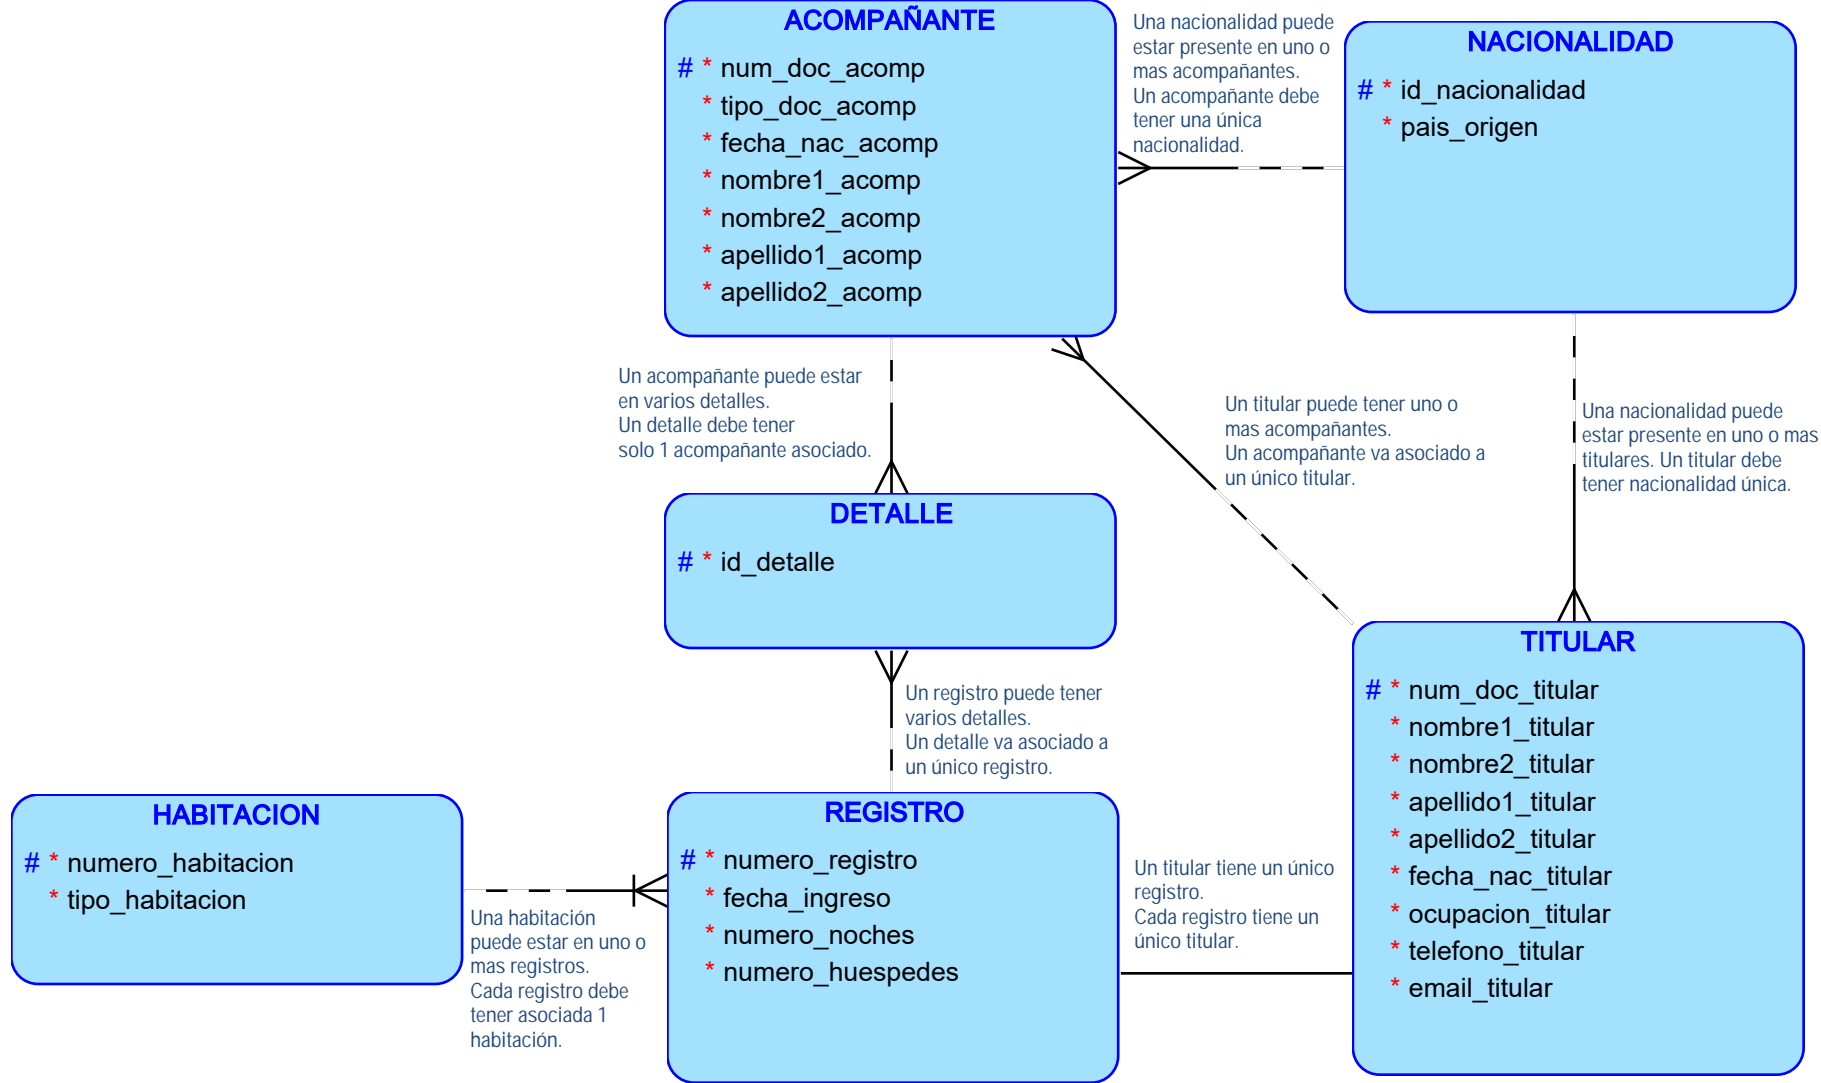 ACOMPAÑANTE
# * num_doc_acomp
* tipo_doc_acomp
* fecha_nac_acomp
* nombre1_acomp
* nombre2_acomp
* apellido1_acomp
* apellido2_acomp
Una nacionalidad puede
estar presente en uno o
mas acompañantes.
Un acompañante debe
tener una única
nacionalidad.
NACIONALIDAD
# * id_nacionalidad
* pais_origen
Un acompañante puede estar
en varios detalles.
Un detalle debe tener
solo 1 acompañante asociado.
Un titular puede tener uno o
mas acompañantes.
Un acompañante va asociado a
un único titular.
Una nacionalidad puede
estar presente en uno o mas
titulares. Un titular debe
tener nacionalidad única.
DETALLE
# * id_detalle
Un registro puede tener
varios detalles.
Un detalle va asociado a
un único registro.
TITULAR
# * num_doc_titular
* nombre1_titular
* nombre2_titular
* apellido1_titular
* apellido2_titular
* fecha_nac_titular
* ocupacion_titular
* telefono_titular
* email_titular
HABITACION
# * numero_habitacion
* tipo_habitacion
Una habitación
puede estar en uno o
mas registros.
Cada registro debe
tener asociada 1
habitación.
REGISTRO
# * numero_registro
* fecha_ingreso
* numero_noches
* numero_huespedes
Un titular tiene un único
registro.
Cada registro tiene un
único titular.